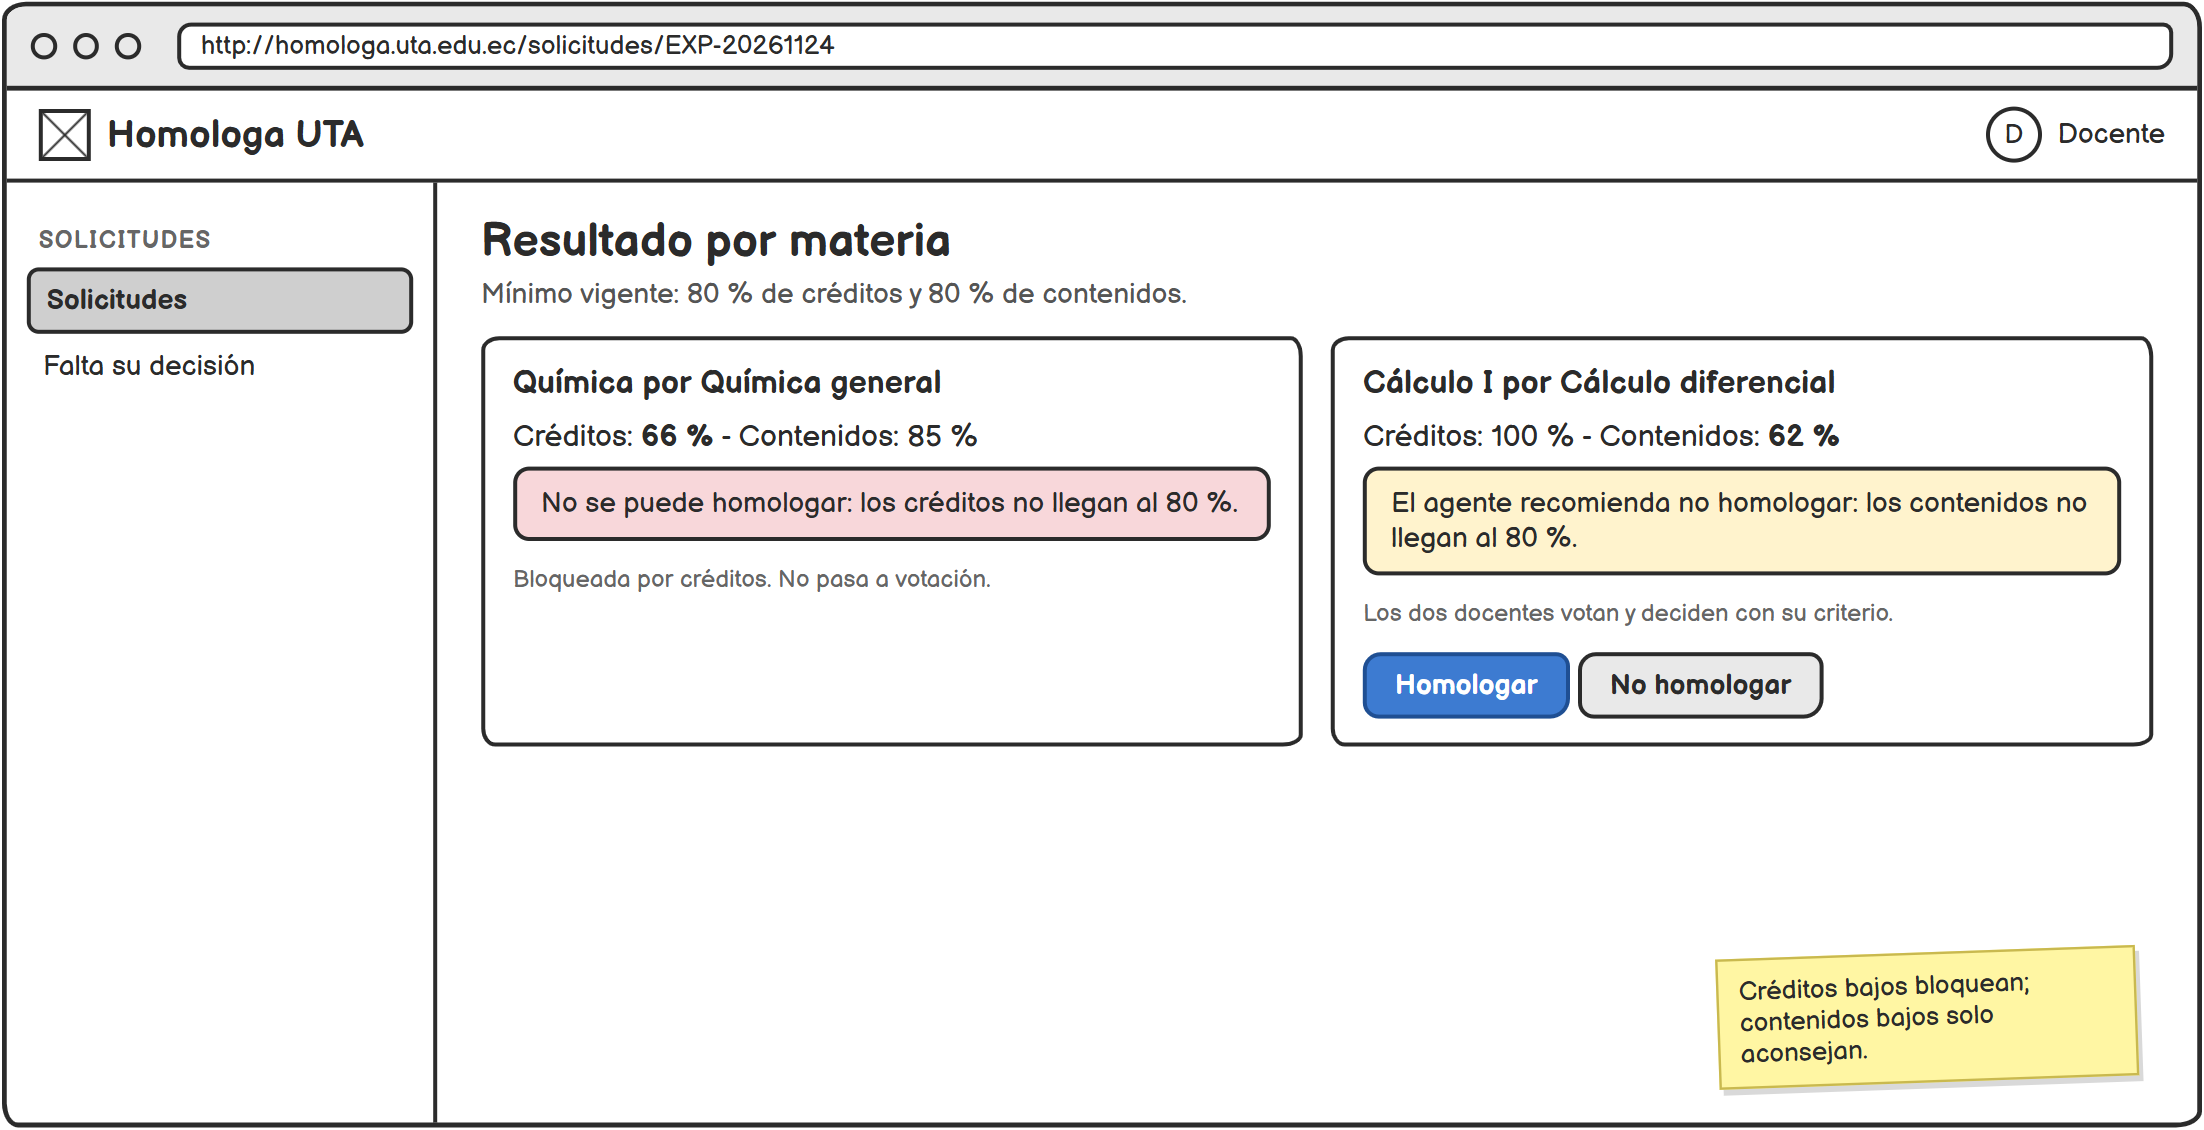 http://homologa.uta.edu.ec/solicitudes/EXP-20261124
Homologa UTA
D Docente
SOLICITUDES
Solicitudes
Falta su decisión
Resultado por materia
Mínimo vigente: 80 % de créditos y 80 % de contenidos.
Química por Química general
Créditos: 66 % - Contenidos: 85 %
No se puede homologar: los créditos no llegan al 80 %.
Bloqueada por créditos. No pasa a votación.
Cálculo I por Cálculo diferencial
Créditos: 100 % - Contenidos: 62 %
El agente recomienda no homologar: los contenidos no
llegan al 80 %.
Los dos docentes votan y deciden con su criterio.
Homologar No homologar
Créditos bajos bloquean;
contenidos bajos solo
aconsejan.